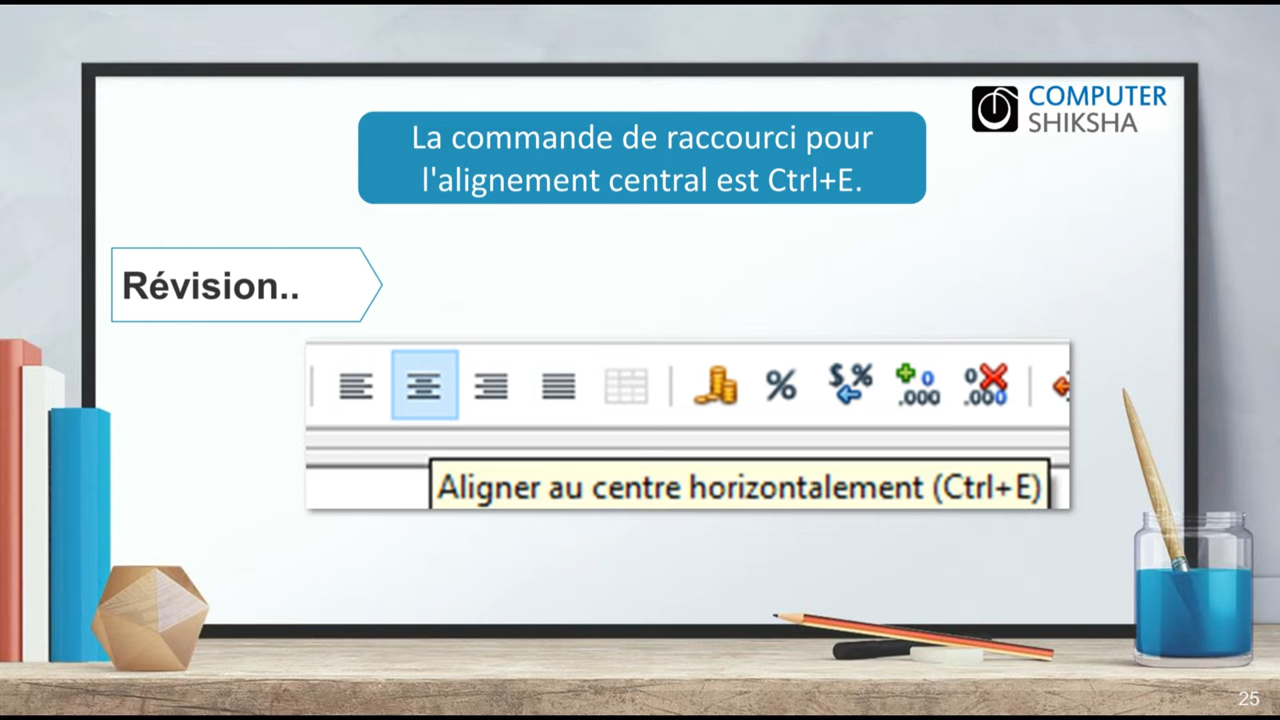 COMPUTER
SHIKSHA
La commande de raccourci pour
l'alignement central est Ctrl+E.
Révision..
% $ % 0 .000 0 .000
Aligner au centre horizontalement (Ctrl+E)
25